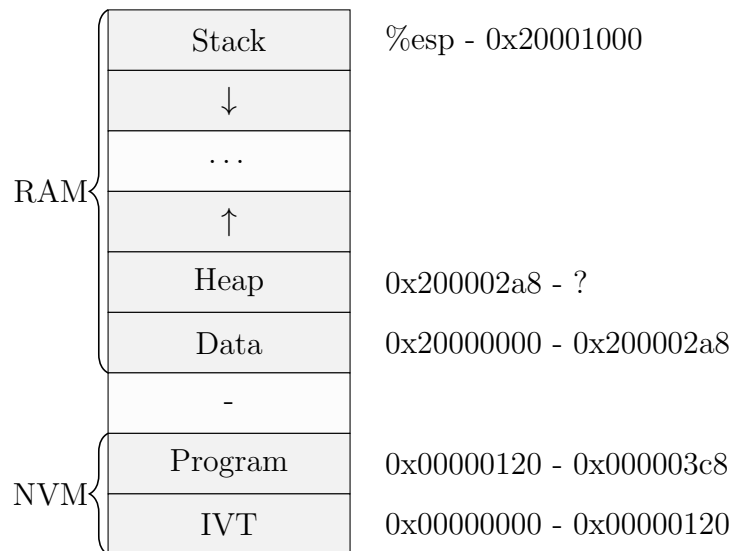 Stack %esp - 0x20001000
↓
...
RAM
↑
Heap 0x200002a8 - ?
Data 0x20000000 - 0x200002a8
-
Program 0x00000120 - 0x000003c8
NVM
IVT 0x00000000 - 0x00000120